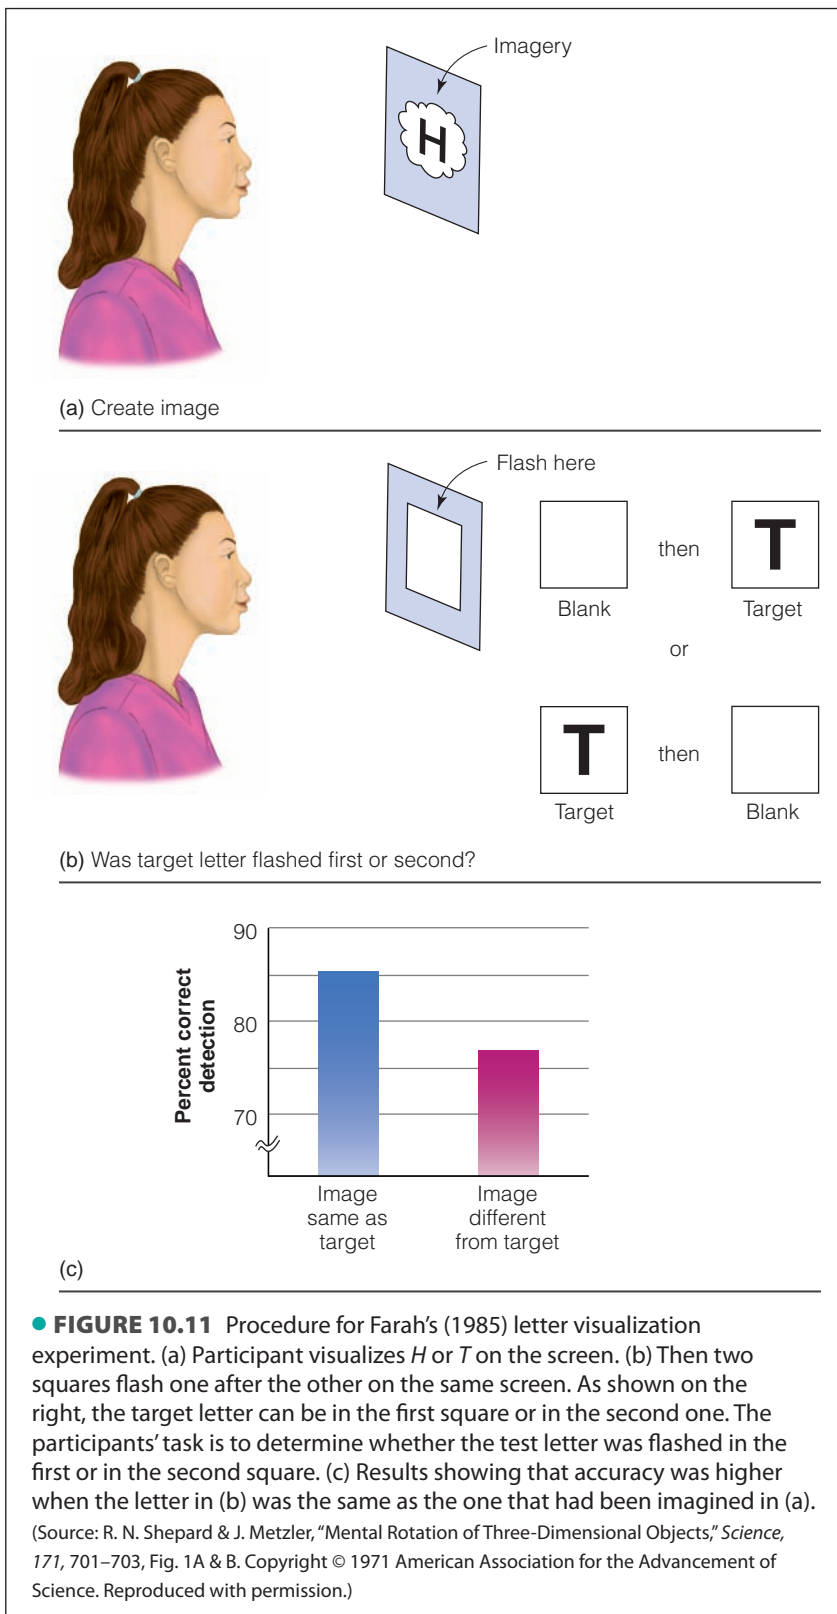 Imagery
H
(a) Create image
Flash here
then
T
Blank
Target
or
T
then
Target
Blank
(b) Was target letter flashed first or second?
90
80
70
Percent correct
detection
Image
same as
target
Image
different
from target
(c)
● FIGURE 10.11 Procedure for Farah’s (1985) letter visualization
experiment. (a) Participant visualizes H or T on the screen. (b) Then two
squares flash one after the other on the same screen. As shown on the
right, the target letter can be in the first square or in the second one. The
participants’ task is to determine whether the test letter was flashed in the
first or in the second square. (c) Results showing that accuracy was higher
when the letter in (b) was the same as the one that had been imagined in (a).
(Source: R. N. Shepard & J. Metzler, “Mental Rotation of Three-Dimensional Objects,” Science,
171, 701–703, Fig. 1A & B. Copyright © 1971 American Association for the Advancement of
Science. Reproduced with permission.)